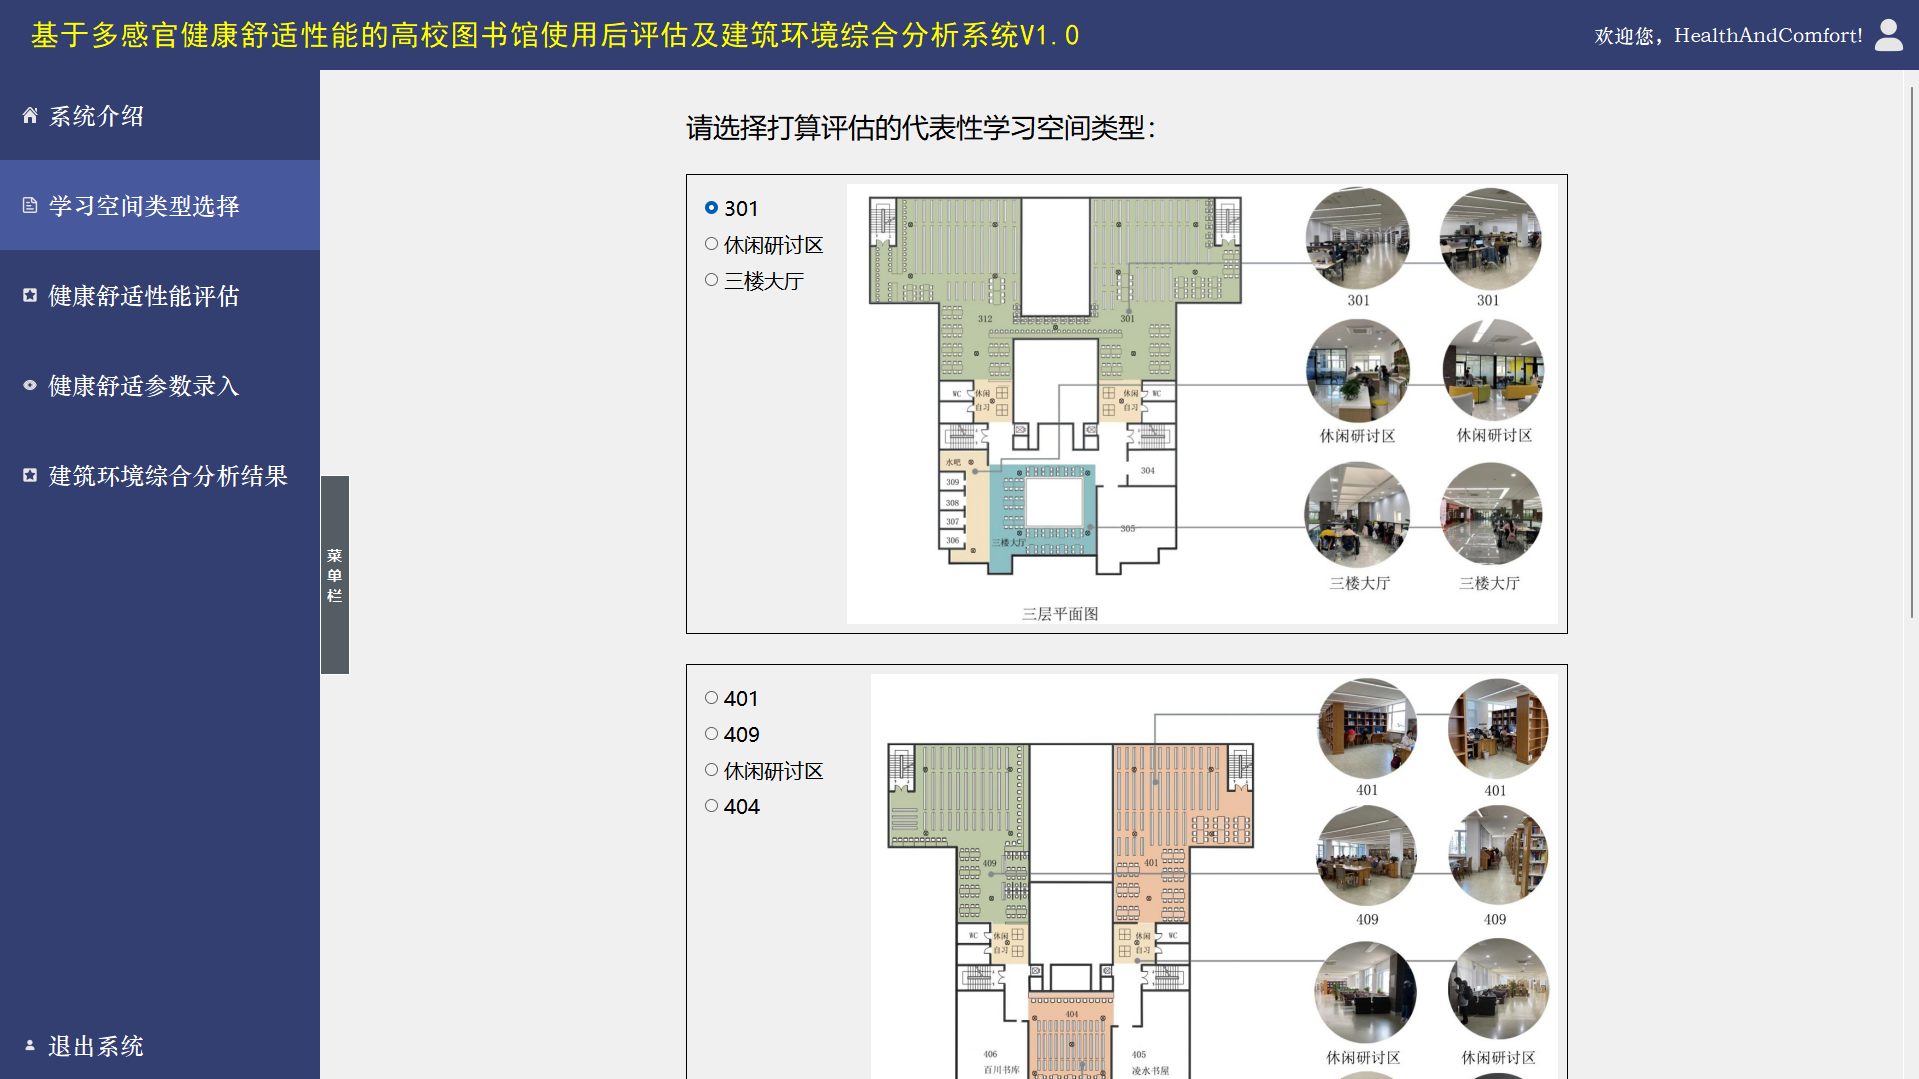 基于多感官健康舒适性能的高校图书馆使用后评估及建筑环境综合分析系统V1.0
欢迎您，HealthAndComfort!
系统介绍
学习空间类型选择
健康舒适性能评估
健康舒适参数录入
建筑环境综合分析结果
退出系统
菜单栏
请选择打算评估的代表性学习空间类型：
301
休闲研讨区
三楼大厅
312
301
WC
休闲
自习
休闲
自习
WC
水吧
309
308
307
306
304
305
三楼大厅
三层平面图
301
301
休闲研讨区
休闲研讨区
三楼大厅
三楼大厅
401
409
休闲研讨区
404
409
401
WC
休闲
自习
休闲
自习
WC
404
406
百川书库
405
凌水书屋
401
401
409
409
休闲研讨区
休闲研讨区